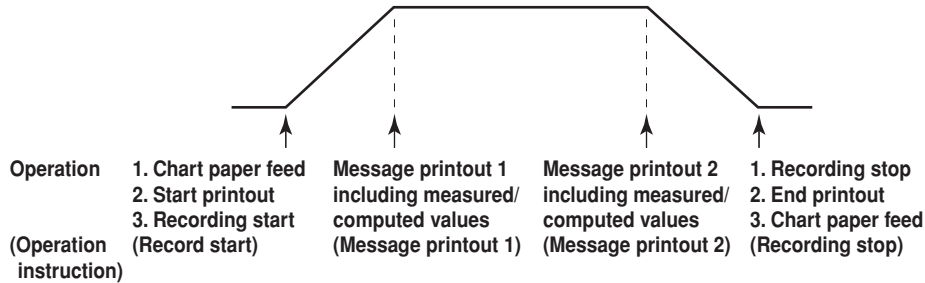 Operation
1. Chart paper feed
2. Start printout
3. Recording start
(Operation instruction)
(Record start)
Message printout 1
including measured/
computed values
(Message printout 1)
Message printout 2
including measured/
computed values
(Message printout 2)
1. Recording stop
2. End printout
3. Chart paper feed
(Recording stop)